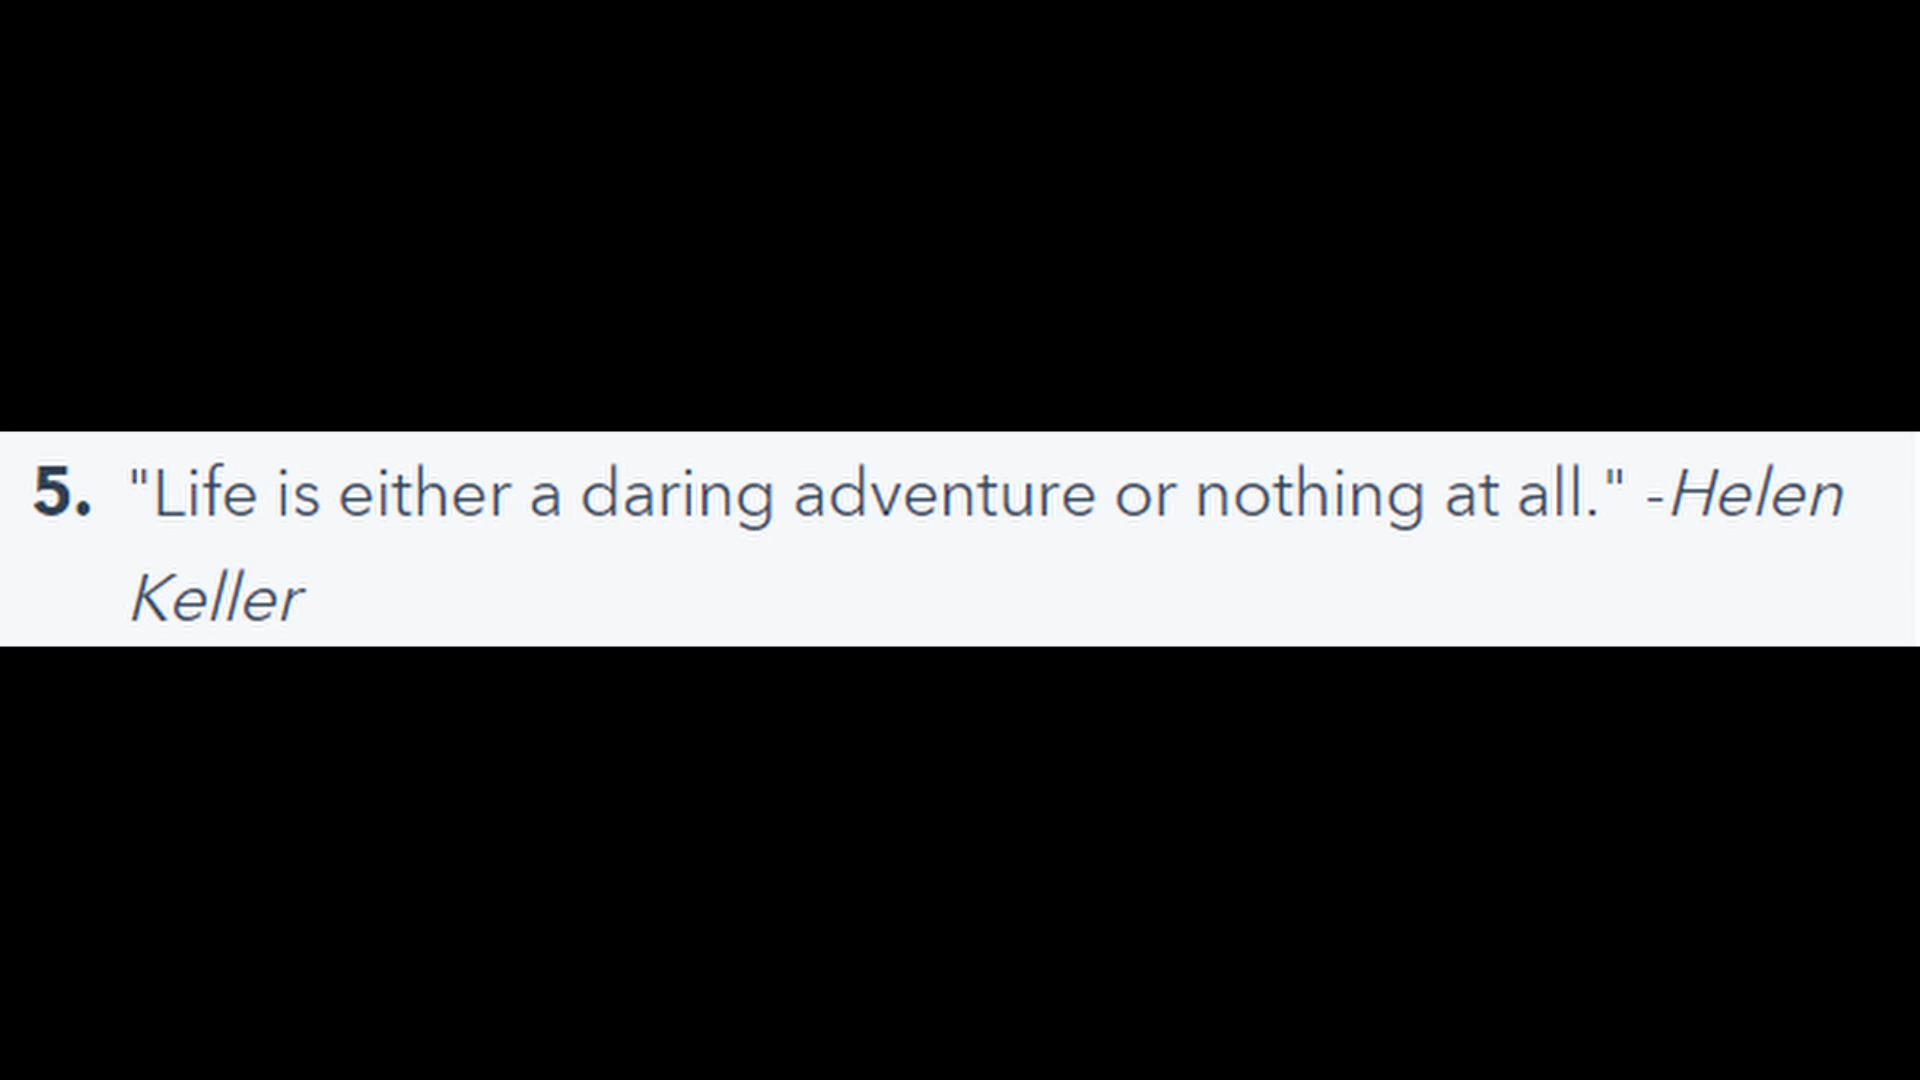 5. "Life is either a daring adventure or nothing at all." -Helen
Keller